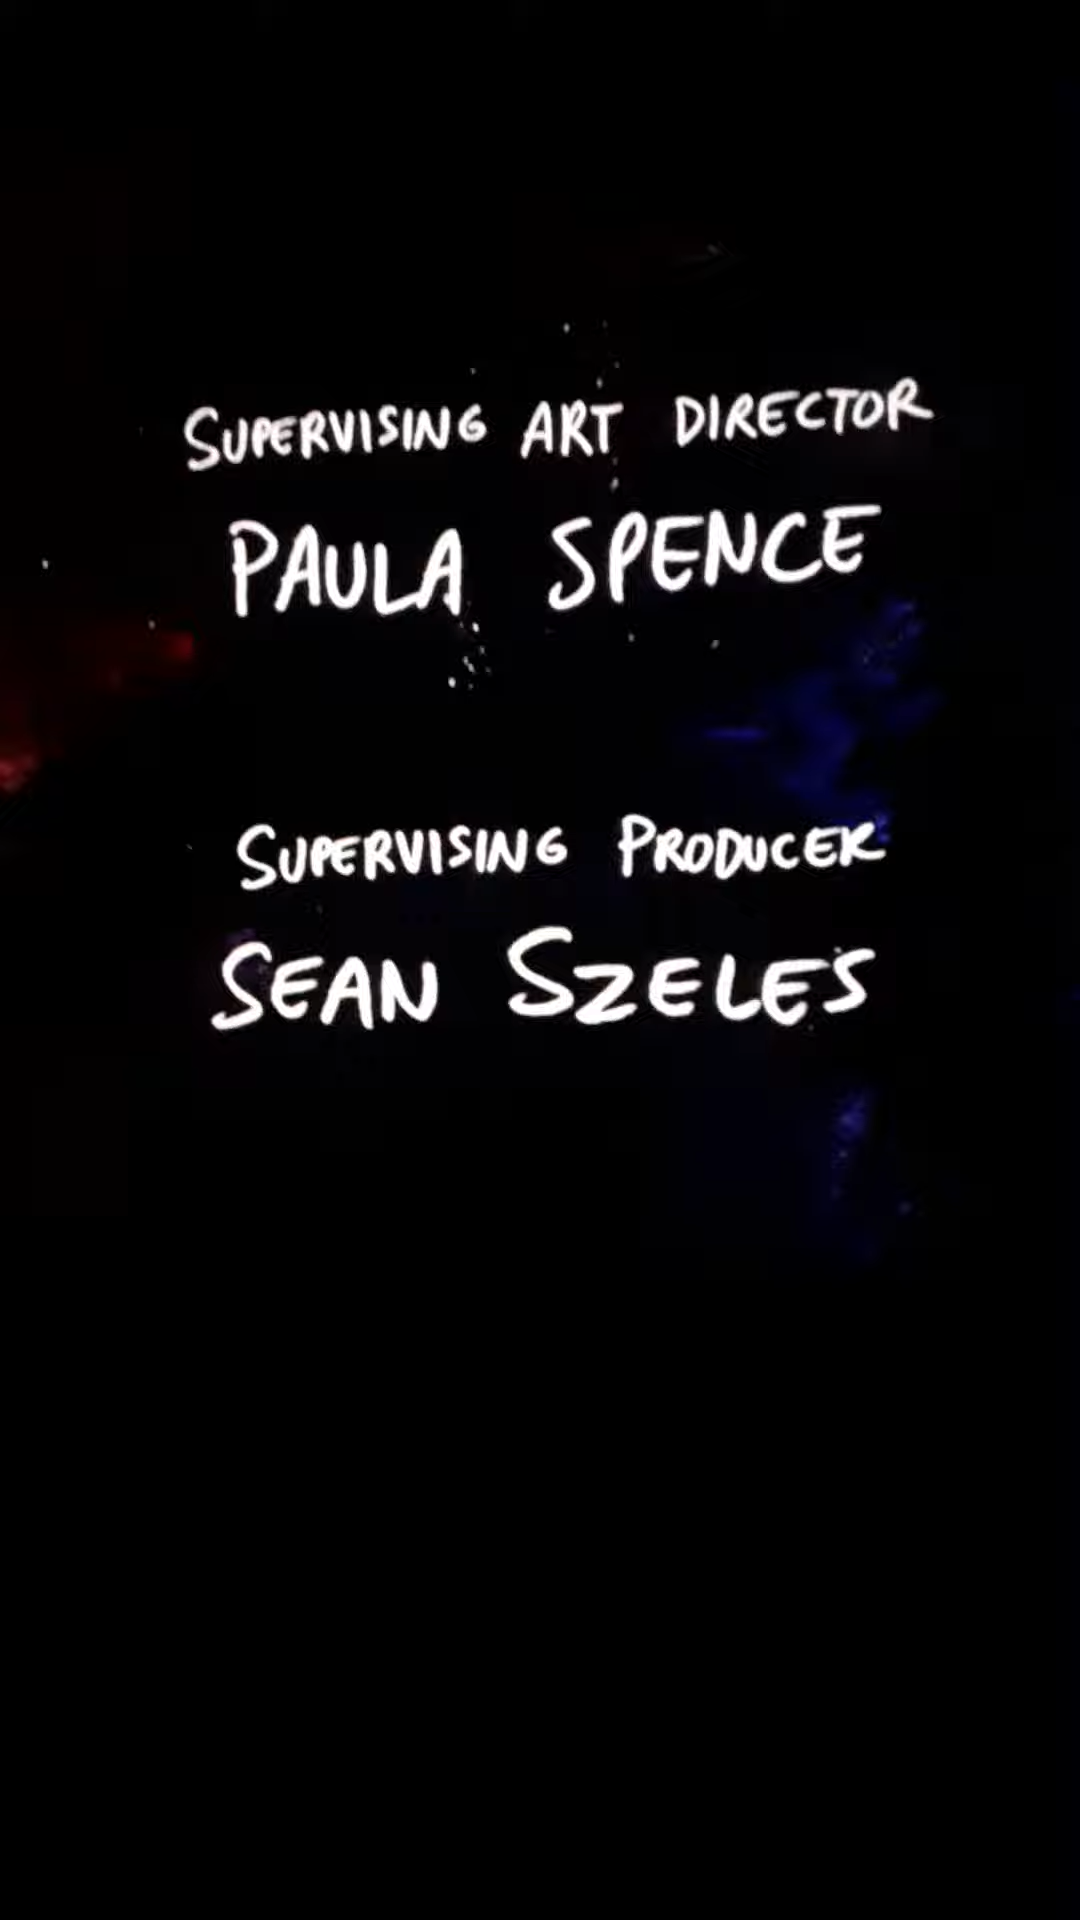 SUPERVISING ART DIRECTOR
PAULA SPENCE
SUPERVISING PRODUCER
SEAN SZELES